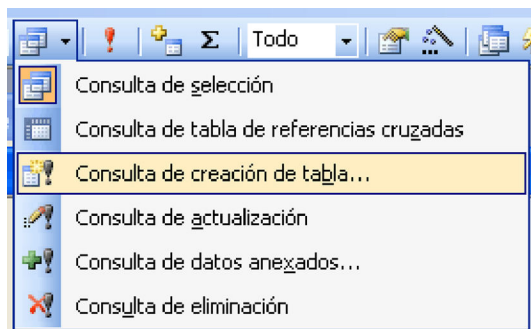 Σ Todo
Consulta de selección
Consulta de tabla de referencias cruzadas
Consulta de creación de tabla...
Consulta de actualización
Consulta de datos anexados...
Consulta de eliminación